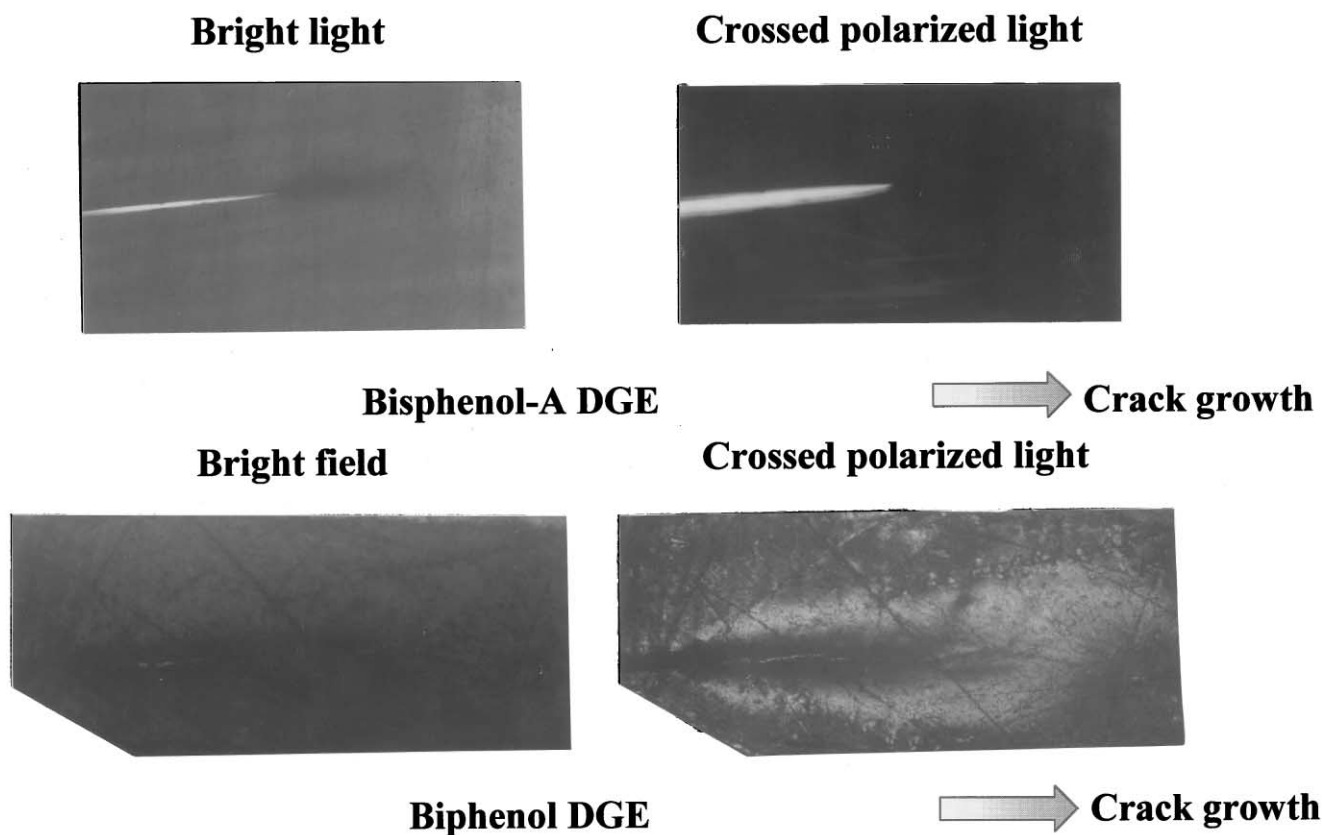 Bright light
Crossed polarized light
Bisphenol-A DGE
Crack growth
Bright field
Crossed polarized light
Biphenol DGE
Crack growth